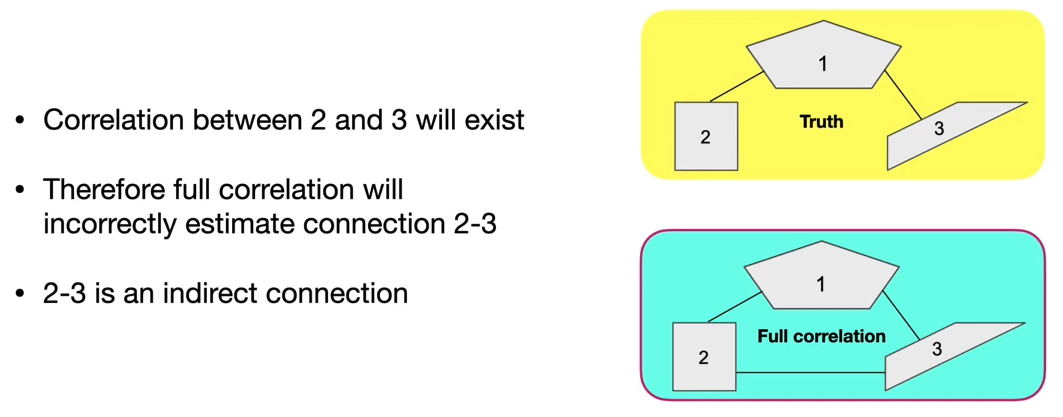 • Correlation between 2 and 3 will exist
• Therefore full correlation will
incorrectly estimate connection 2-3
• 2-3 is an indirect connection
1
Truth
2
3
1
Full correlation
2
3